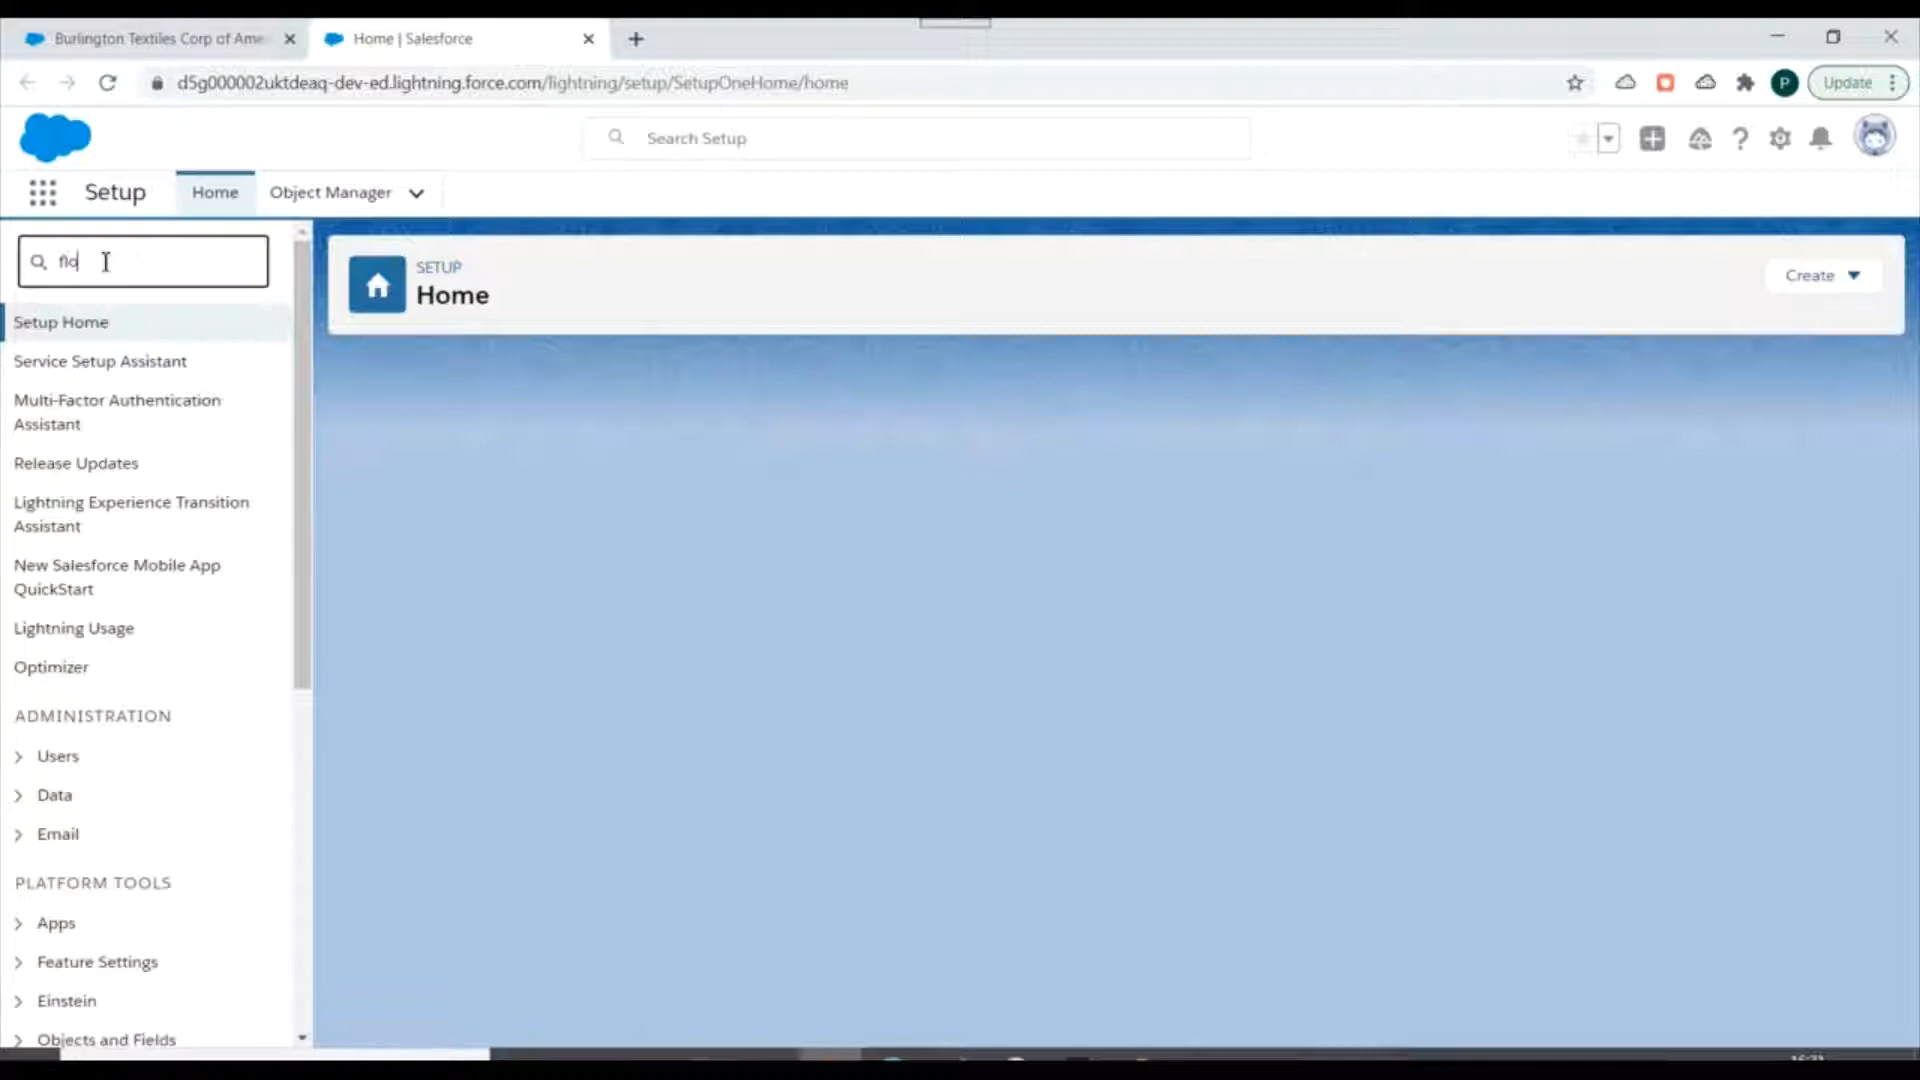 Burlington Textiles Corp of Ame
Home | Salesforce
d5g000002uktdeaq-dev-ed.lightning.force.com/lightning/setup/SetupOneHome/home
P
Update
Search Setup
Setup
Home
Object Manager
flo
SETUP
Home
Create
Setup Home
Service Setup Assistant
Multi-Factor Authentication
Assistant
Release Updates
Lightning Experience Transition
Assistant
New Salesforce Mobile App
QuickStart
Lightning Usage
Optimizer
ADMINISTRATION
Users
Data
Email
PLATFORM TOOLS
Apps
Feature Settings
Einstein
Objects and Fields